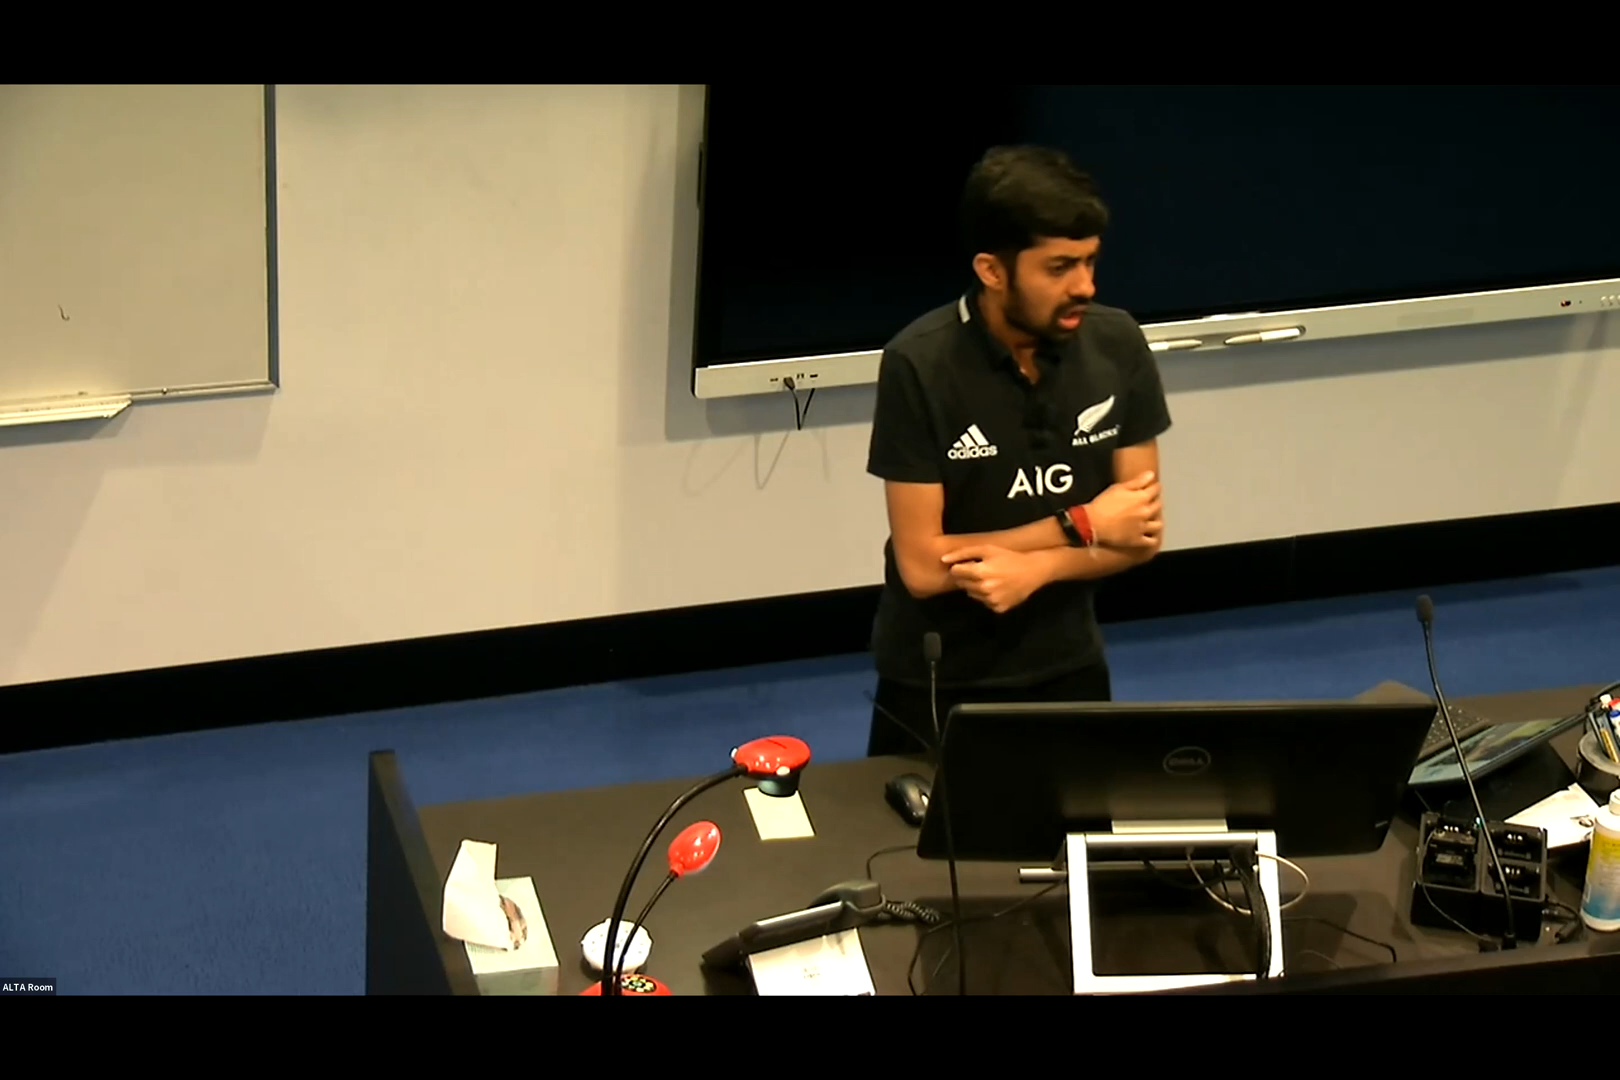 adidas
ALL BLACKS
AIG
DELL
ALTA Room